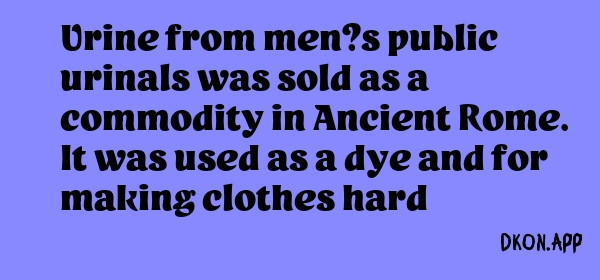 Urine from men?s public
urinals was sold as a
commodity in Ancient Rome.
It was used as a dye and for
making clothes hard
DKON.APP